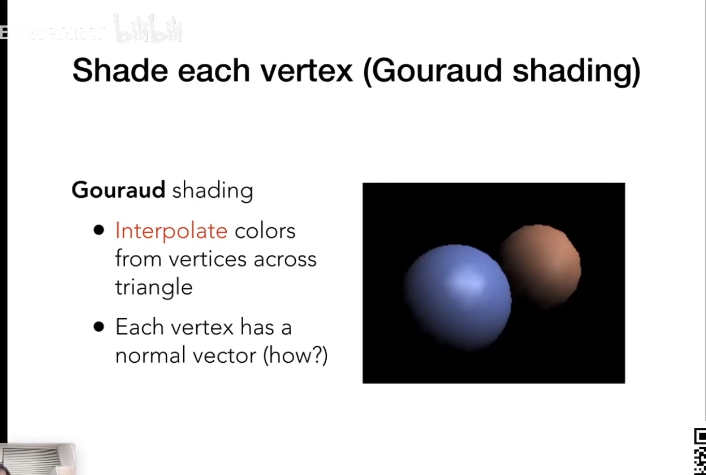 bilibili
Shade each vertex (Gouraud shading)
Gouraud shading
• Interpolate colors
from vertices across
triangle
• Each vertex has a
normal vector (how?)